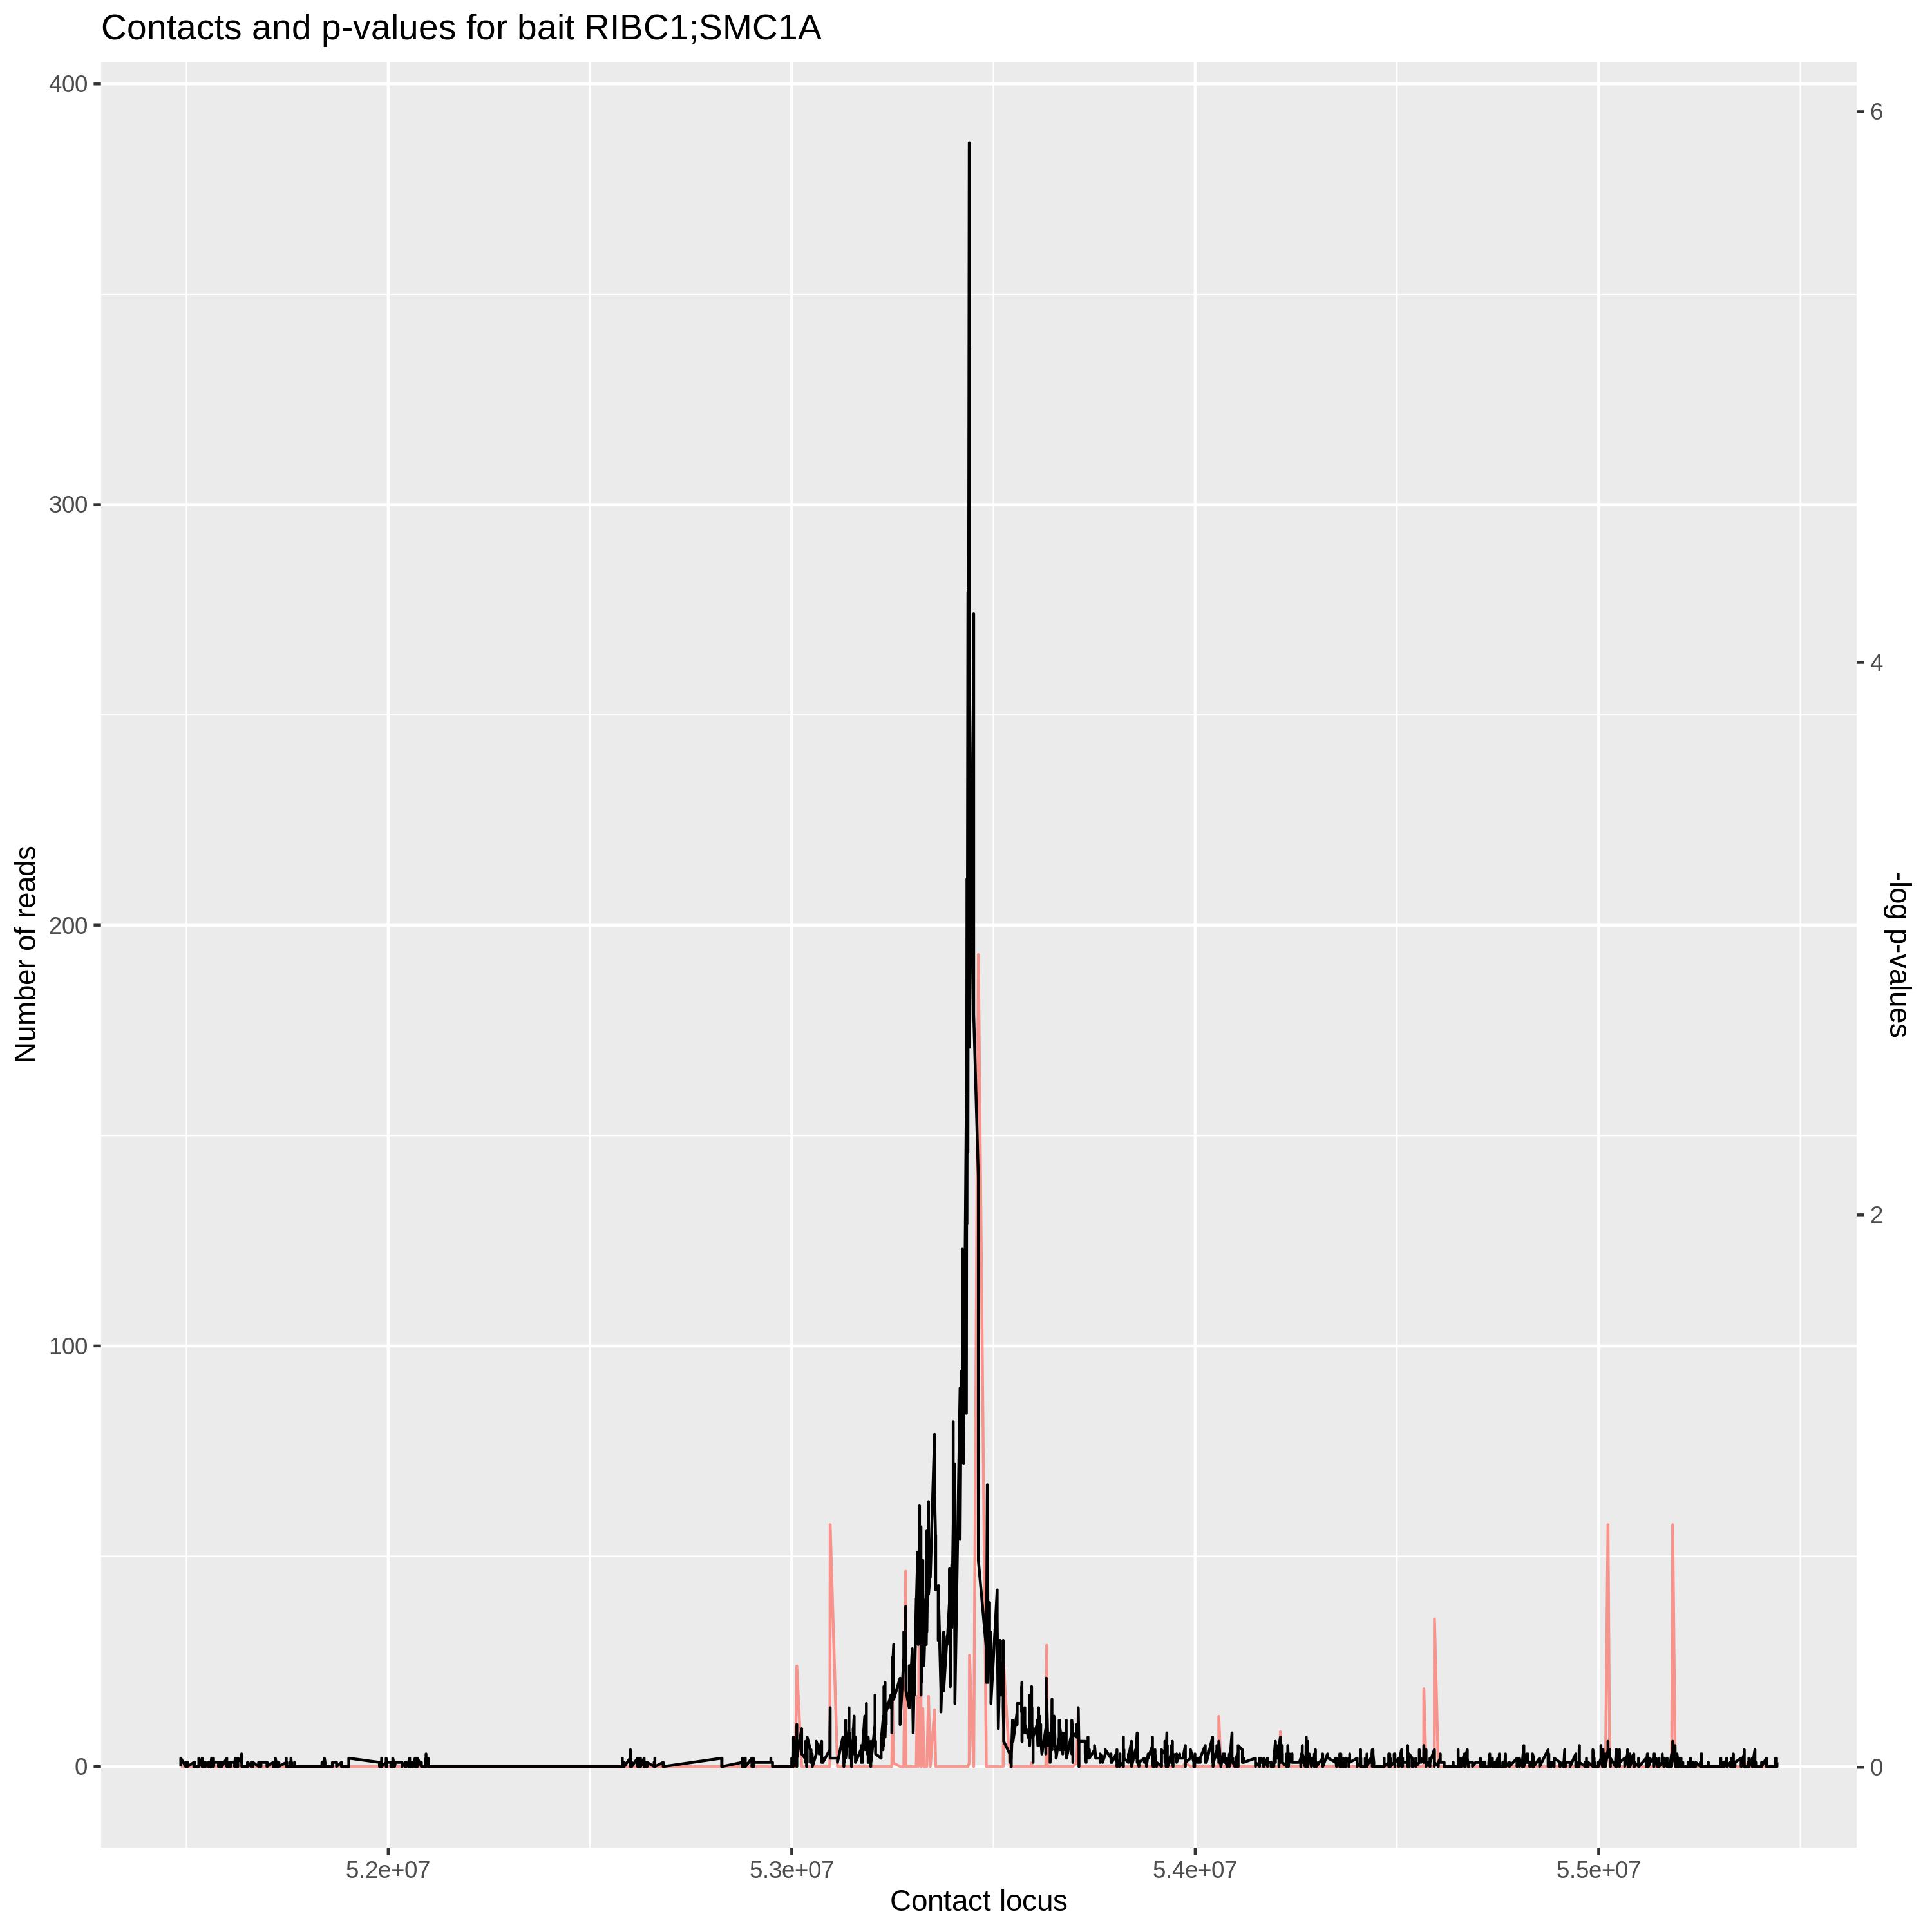 Contacts and p-values for bait RIBC1;SMC1A
400
300
200
100
0
Number of reads
6
4
2
0
-log p-values
5.2e+07
5.3e+07
5.4e+07
5.5e+07
Contact locus